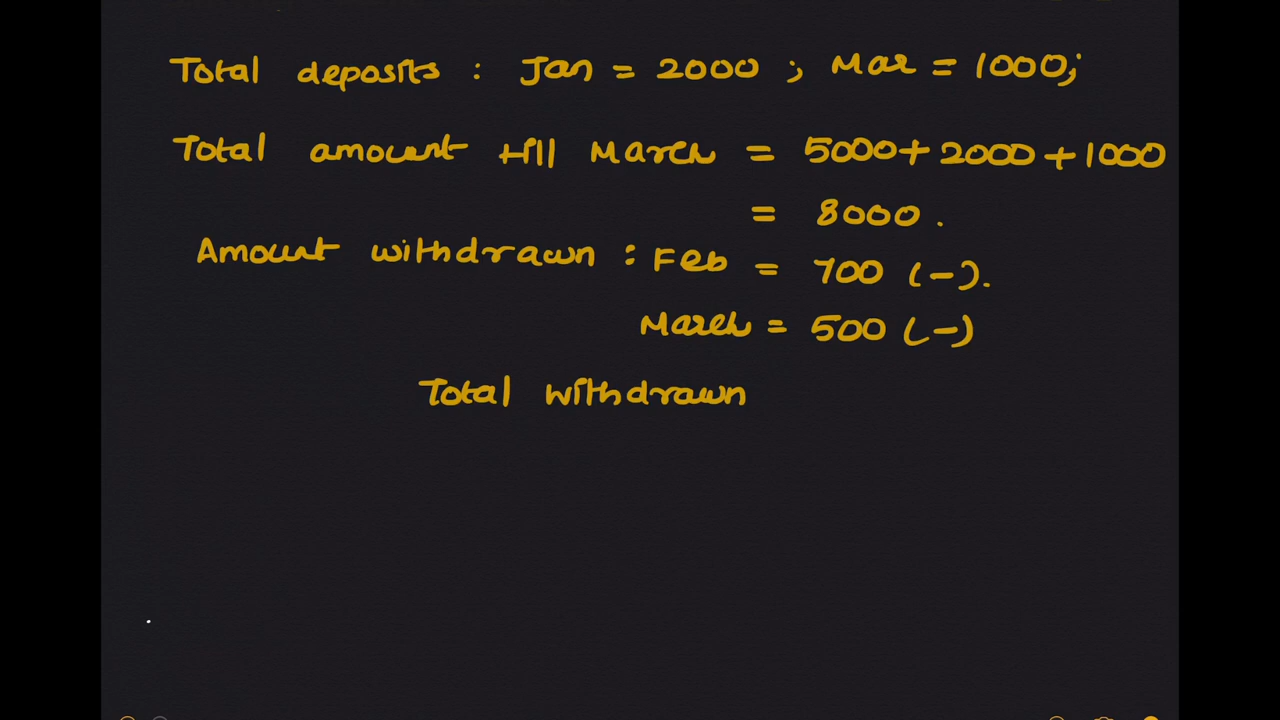 Total deposits : Jan = 2000 ; Mar = 1000;
Total amount till March = 5000+ 2000 + 1000
= 8000 .
Amount withdrawn : Feb = 700 (-).
March = 500 (-)
Total withdrawn